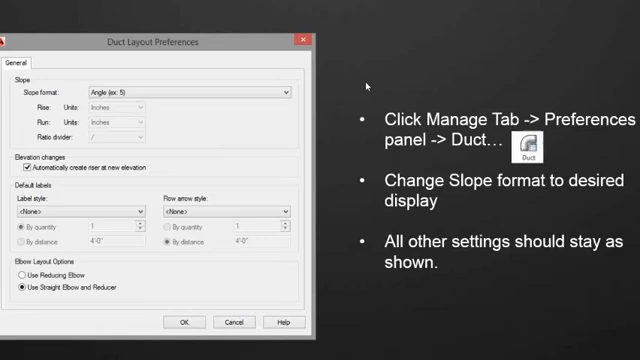 Duct Layout Preferences
General
Slope
Slope format: Angle (ex: 5)
Rise: Units: Inches
Run: Units: Inches
Ratio divider: /
Elevation changes
Automatically create riser at new elevation
Default labels
Label style: Flow arrow style:
<None> <None>
By quantity 1 By quantity 1
By distance 4'-0" By distance 4'-0"
Elbow Layout Options
Use Reducing Elbow
Use Straight Elbow and Reducer
OK Cancel Help
• Click Manage Tab -> Preferences
panel -> Duct…
Duct
• Change Slope format to desired
display
• All other settings should stay as
shown.